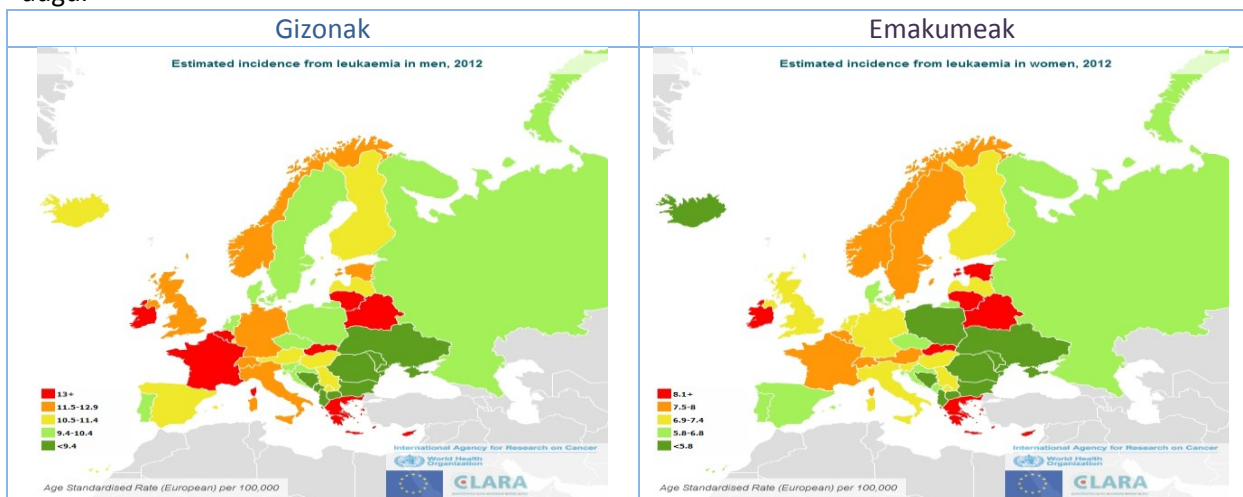 Gizonak
Emakumeak
Estimated incidence from leukaemia in men, 2012
13+
11.5-12.9
10.5-11.4
9.4-10.4
<9.4
International Agency for Research on Cancer
World Health
Organization
CLARA
Age Standardised Rate (European) per 100,000
Estimated incidence from leukaemia in women, 2012
8.1+
7.5-8
6.9-7.4
5.8-6.8
<5.8
International Agency for Research on Cancer
World Health
Organization
CLARA
Age Standardised Rate (European) per 100,000